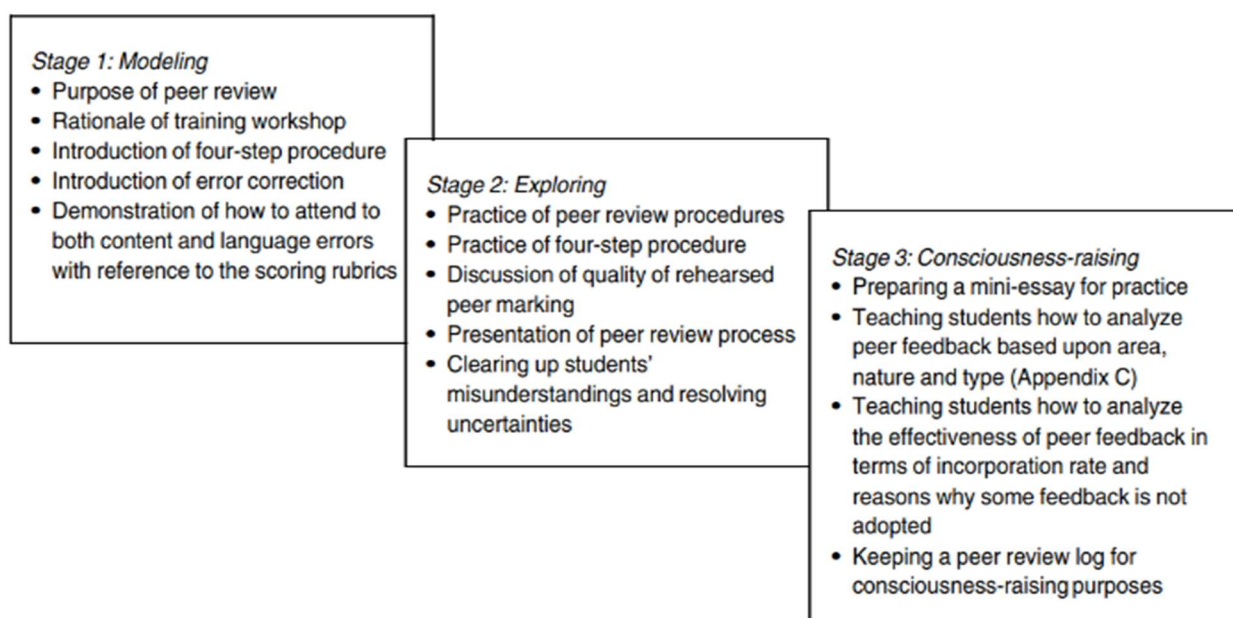 Stage 1: Modeling
• Purpose of peer review
• Rationale of training workshop
• Introduction of four-step procedure
• Introduction of error correction
• Demonstration of how to attend to
both content and language errors
with reference to the scoring rubrics
Stage 2: Exploring
• Practice of peer review procedures
• Practice of four-step procedure
• Discussion of quality of rehearsed
peer marking
• Presentation of peer review process
• Clearing up students'
misunderstandings and resolving
uncertainties
Stage 3: Consciousness-raising
• Preparing a mini-essay for practice
• Teaching students how to analyze
peer feedback based upon area,
nature and type (Appendix C)
• Teaching students how to analyze
the effectiveness of peer feedback in
terms of incorporation rate and
reasons why some feedback is not
adopted
• Keeping a peer review log for
consciousness-raising purposes